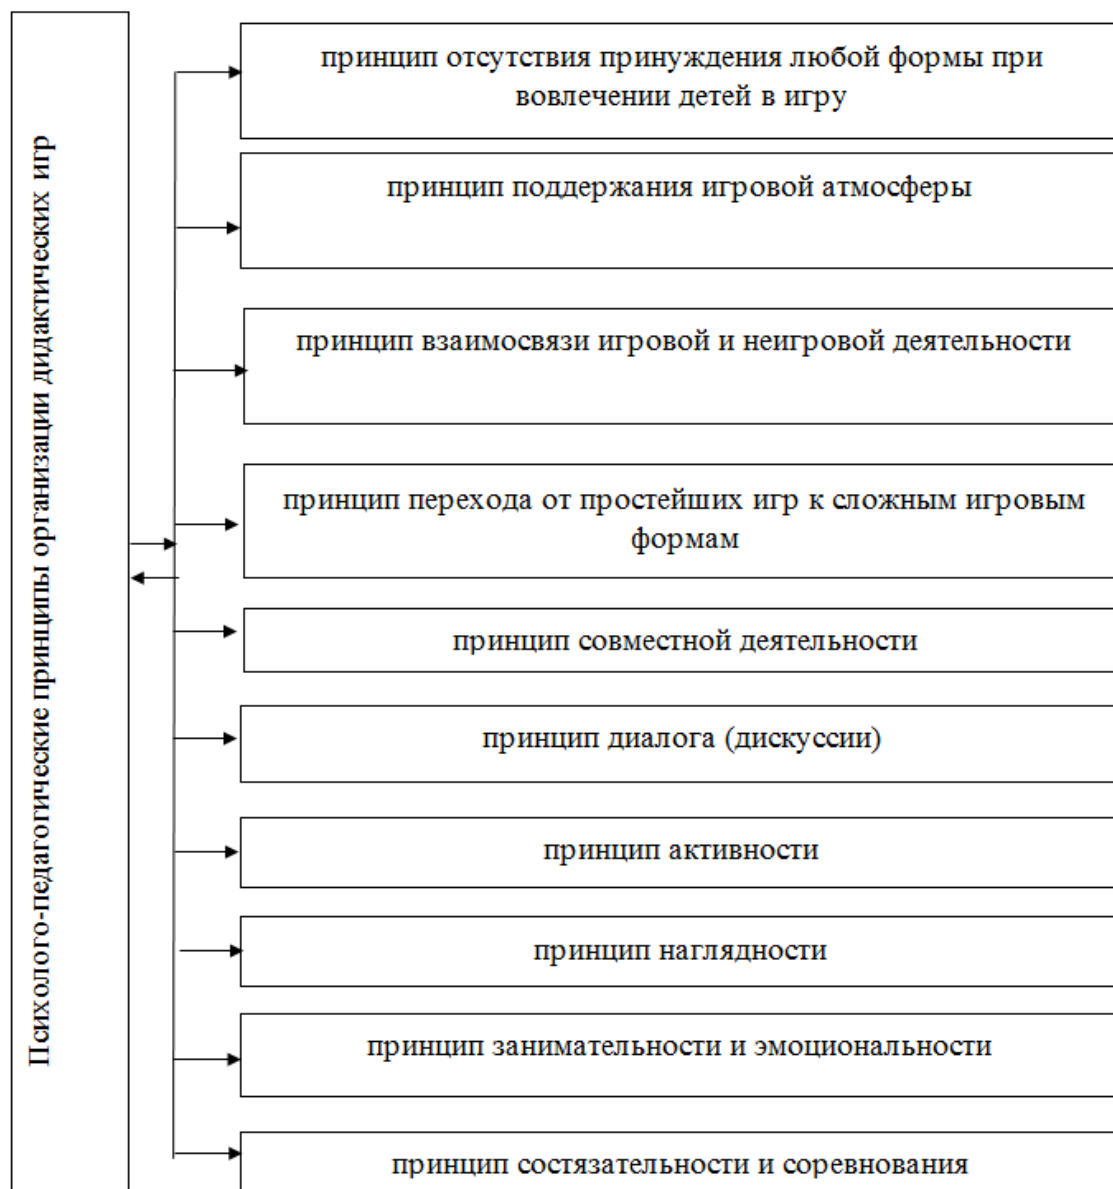 Психолого-педагогические принципы организации дидактических игр
принцип отсутствия принуждения любой формы при
вовлечении детей в игру
принцип поддержания игровой атмосферы
принцип взаимосвязи игровой и неигровой деятельности
принцип перехода от простейших игр к сложным игровым
формам
принцип совместной деятельности
принцип диалога (дискуссии)
принцип активности
принцип наглядности
принцип занимательности и эмоциональности
принцип состязательности и соревнования